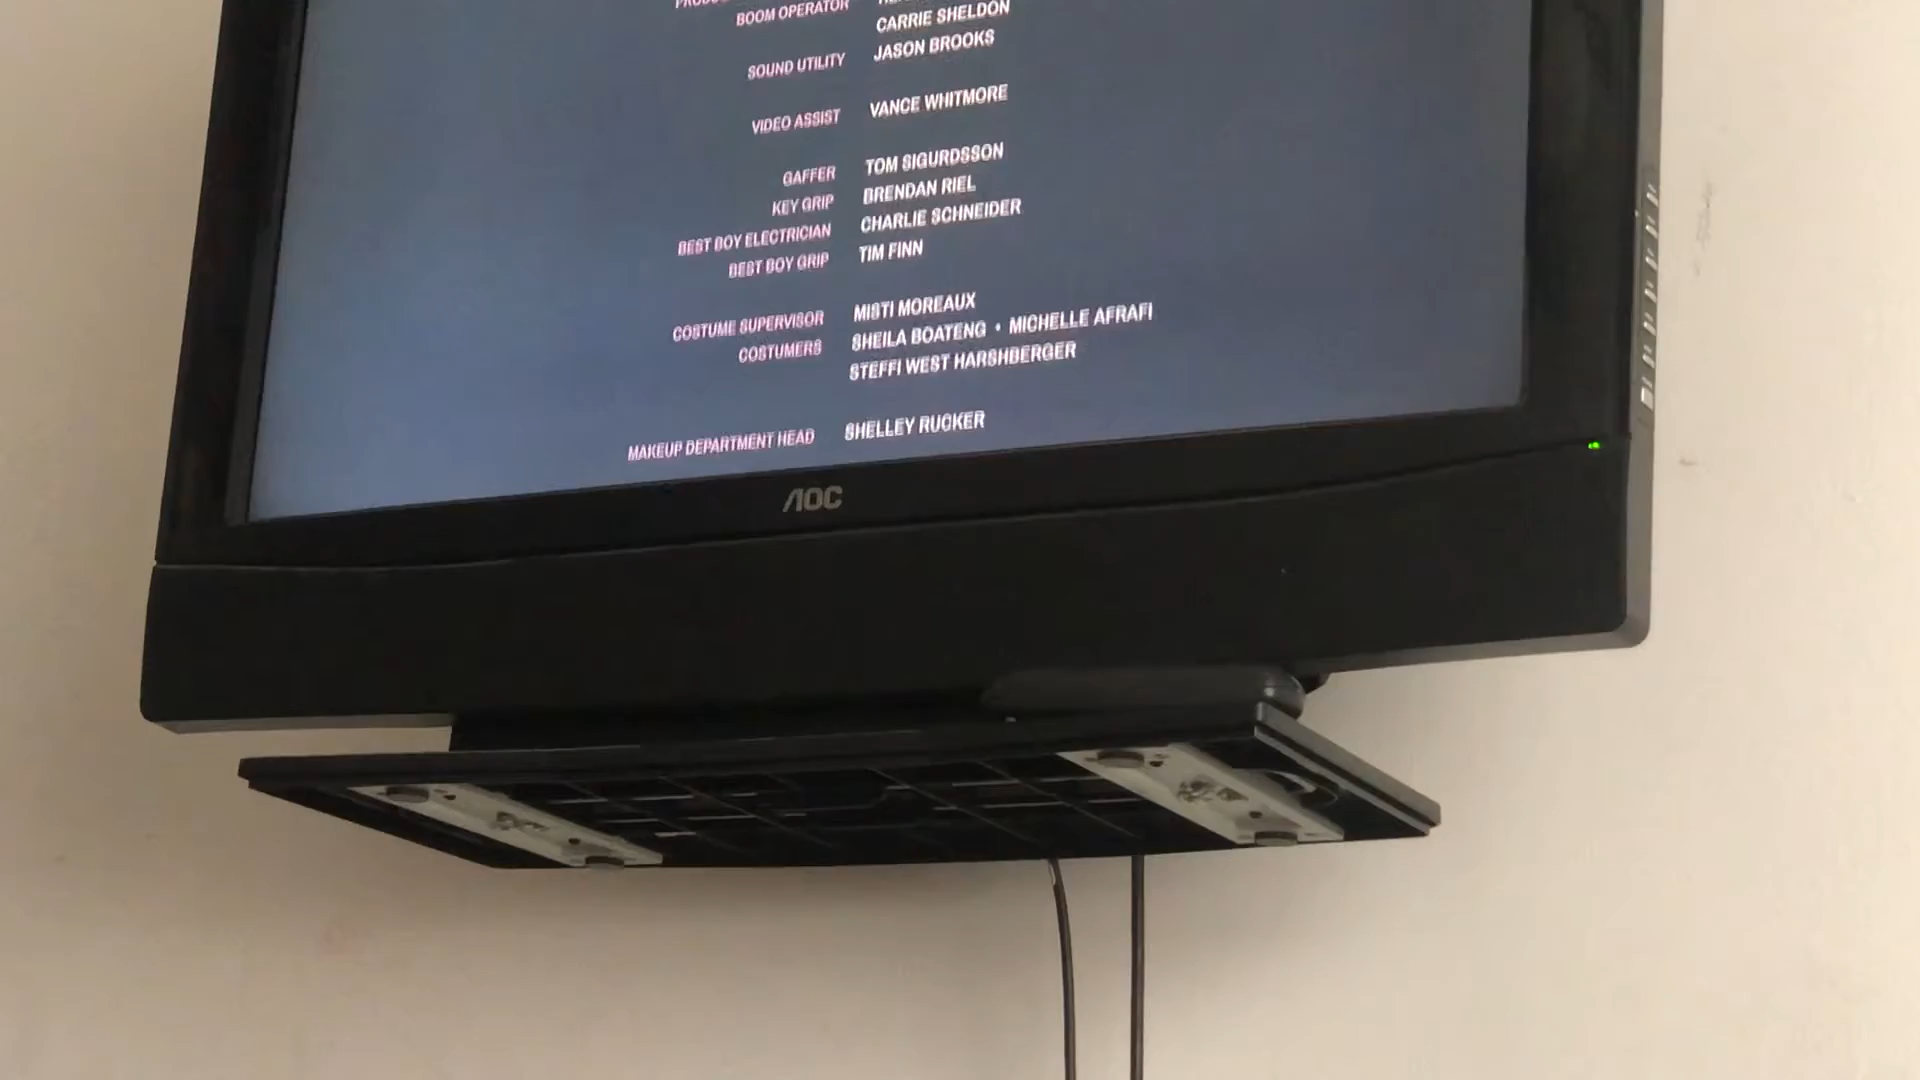 BOOM OPERATOR CARRIE SHELDON
SOUND UTILITY JASON BROOKS
VIDEO ASSIST VANCE WHITMORE
GAFFER TOM SIGURDSSON
KEY GRIP BRENDAN RIEL
BEST BOY ELECTRICIAN CHARLIE SCHNEIDER
BEST BOY GRIP TIM FINN
COSTUME SUPERVISOR MISTI MOREAUX
COSTUMERS SHEILA BOATENG • MICHELLE AFRAFI
STEFFI WEST HARSHBERGER
MAKEUP DEPARTMENT HEAD SHELLEY RUCKER
AOC